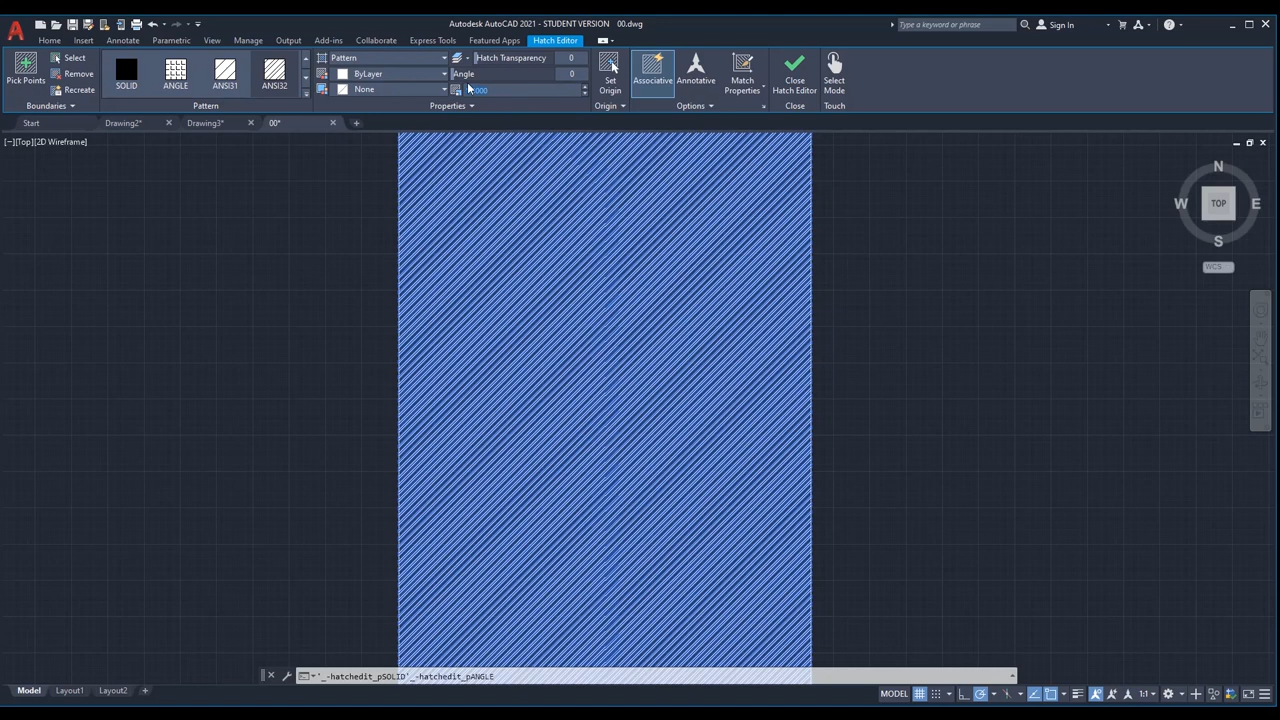 Autodesk AutoCAD 2021 - STUDENT VERSION 00.dwg
Type a keyword or phrase
Sign In
Home Insert Annotate Parametric View Manage Output Add-ins Collaborate Express Tools Featured Apps Hatch Editor
Pick Points
Select
Remove
Recreate
Boundaries
SOLID ANGLE ANSI31 ANSI32
Pattern
Pattern
ByLayer
None
Hatch Transparency 0
Angle 0
Properties
Set Origin
Origin
Associative
Annotative
Match Properties
Options
Close Hatch Editor
Close
Select Mode
Touch
Start Drawing2* Drawing3* 00*
[−][Top][2D Wireframe]
N
W TOP E
S
WCS
'_-hatchedit_pSOLID'_-hatchedit_pANGLE
Model Layout1 Layout2
MODEL 1:1